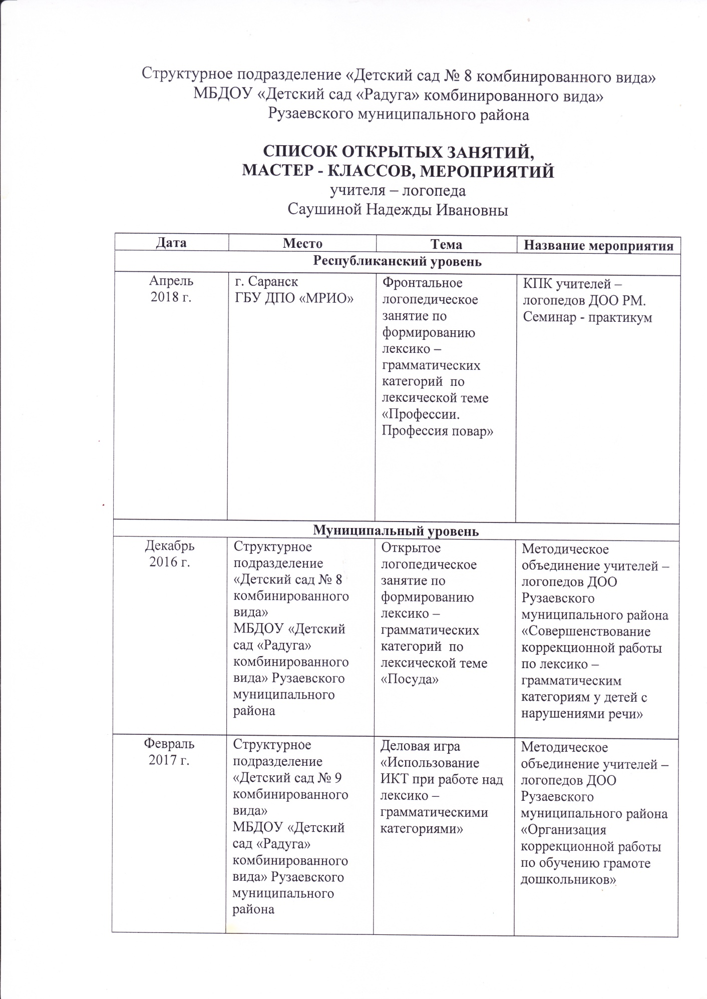 Структурное подразделение «Детский сад № 8 комбинированного вида»
МБДОУ «Детский сад «Радуга» комбинированного вида»
Рузаевского муниципального района
СПИСОК ОТКРЫТЫХ ЗАНЯТИЙ,
МАСТЕР - КЛАССОВ, МЕРОПРИЯТИЙ
учителя – логопеда
Саушиной Надежды Ивановны
Дата
Место
Тема
Название мероприятия
Республиканский уровень
Апрель
2018 г.
г. Саранск
ГБУ ДПО «МРИО»
Фронтальное
логопедическое
занятие по
формированию
лексико –
грамматических
категорий по
лексической теме
«Профессии.
Профессия повар»
КПК учителей –
логопедов ДОО РМ.
Семинар - практикум
Муниципальный уровень
Декабрь
2016 г.
Структурное
подразделение
«Детский сад № 8
комбинированного
вида»
МБДОУ «Детский
сад «Радуга»
комбинированного
вида» Рузаевского
муниципального
района
Открытое
логопедическое
занятие по
формированию
лексико –
грамматических
категорий по
лексической теме
«Посуда»
Методическое
объединение учителей –
логопедов ДОО
Рузаевского
муниципального района
«Совершенствование
коррекционной работы
по лексико –
грамматическим
категориям у детей с
нарушениями речи»
Февраль
2017 г.
Структурное
подразделение
«Детский сад № 9
комбинированного
вида»
МБДОУ «Детский
сад «Радуга»
комбинированного
вида» Рузаевского
муниципального
района
Деловая игра
«Использование
ИКТ при работе над
лексико –
грамматическими
категориями»
Методическое
объединение учителей –
логопедов ДОО
Рузаевского
муниципального района
«Организация
коррекционной работы
по обучению грамоте
дошкольников»